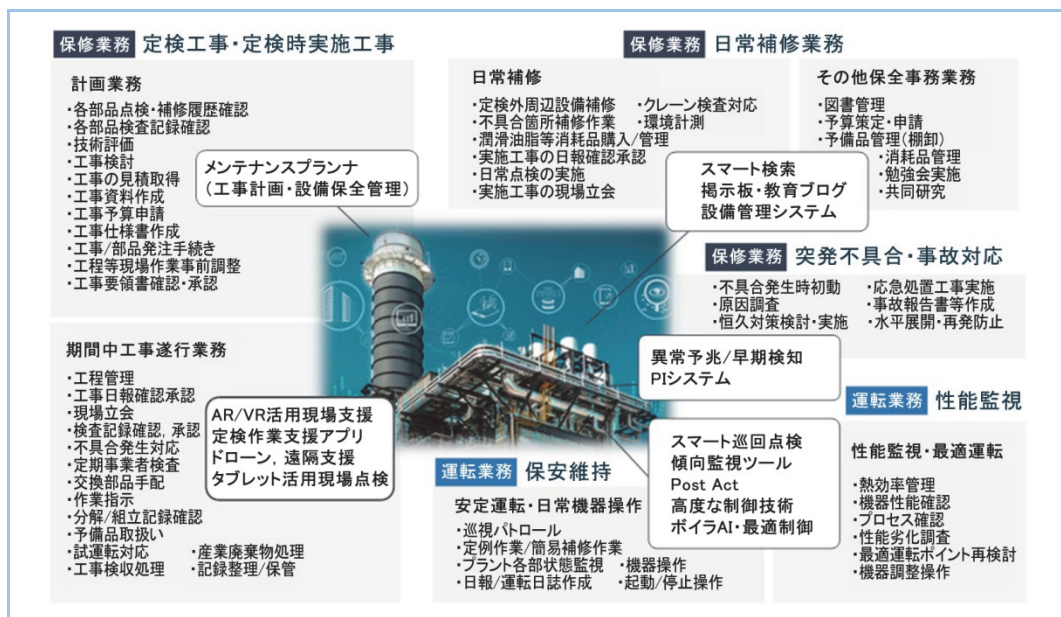 保修業務 定検工事・定検時実施工事
計画業務
・各部品点検・補修履歴確認
・各部品検査記録確認
・技術評価
・工事検討
・工事の見積取得
・工事資料作成
・工事予算申請
・工事仕様書作成
・工事/部品発注手続き
・工程等現場作業事前調整
・工事要領書確認・承認
メンテナンスプランナ
(工事計画・設備保全管理)
期間中工事遂行業務
・工程管理
・工事日報確認承認
・現場立会
・検査記録確認, 承認
・不具合発生対応
・定期事業者検査
・交換部品手配
・作業指示
・分解/組立記録確認
・予備品取扱い
・試運転対応 ・産業廃棄物処理
・工事検収処理 ・記録整理/保管
AR/VR活用現場支援
定検作業支援アプリ
ドローン, 遠隔支援
タブレット活用現場点検
保修業務 日常補修業務
日常補修
・定検外周辺設備補修 ・クレーン検査対応
・不具合箇所補修作業 ・環境計測
・潤滑油脂等消耗品購入/管理
・実施工事の日報確認承認
・日常点検の実施
・実施工事の現場立会
その他保全事務業務
・図書管理
・予算策定・申請
・予備品管理(棚卸)
・消耗品管理
・勉強会実施
・共同研究
スマート検索
掲示板・教育ブログ
設備管理システム
保修業務 突発不具合・事故対応
・不具合発生時初動 ・応急処置工事実施
・原因調査 ・事故報告書等作成
・恒久対策検討・実施 ・水平展開・再発防止
異常予兆/早期検知
PIシステム
運転業務 保安維持
安定運転・日常機器操作
・巡視パトロール
・定例作業/簡易補修作業
・プラント各部状態監視 ・機器操作
・日報/運転日誌作成 ・起動/停止操作
スマート巡回点検
傾向監視ツール
Post Act
高度な制御技術
ボイラAI・最適制御
運転業務 性能監視
性能監視・最適運転
・熱効率管理
・機器性能確認
・プロセス確認
・性能劣化調査
・最適運転ポイント再検討
・機器調整操作